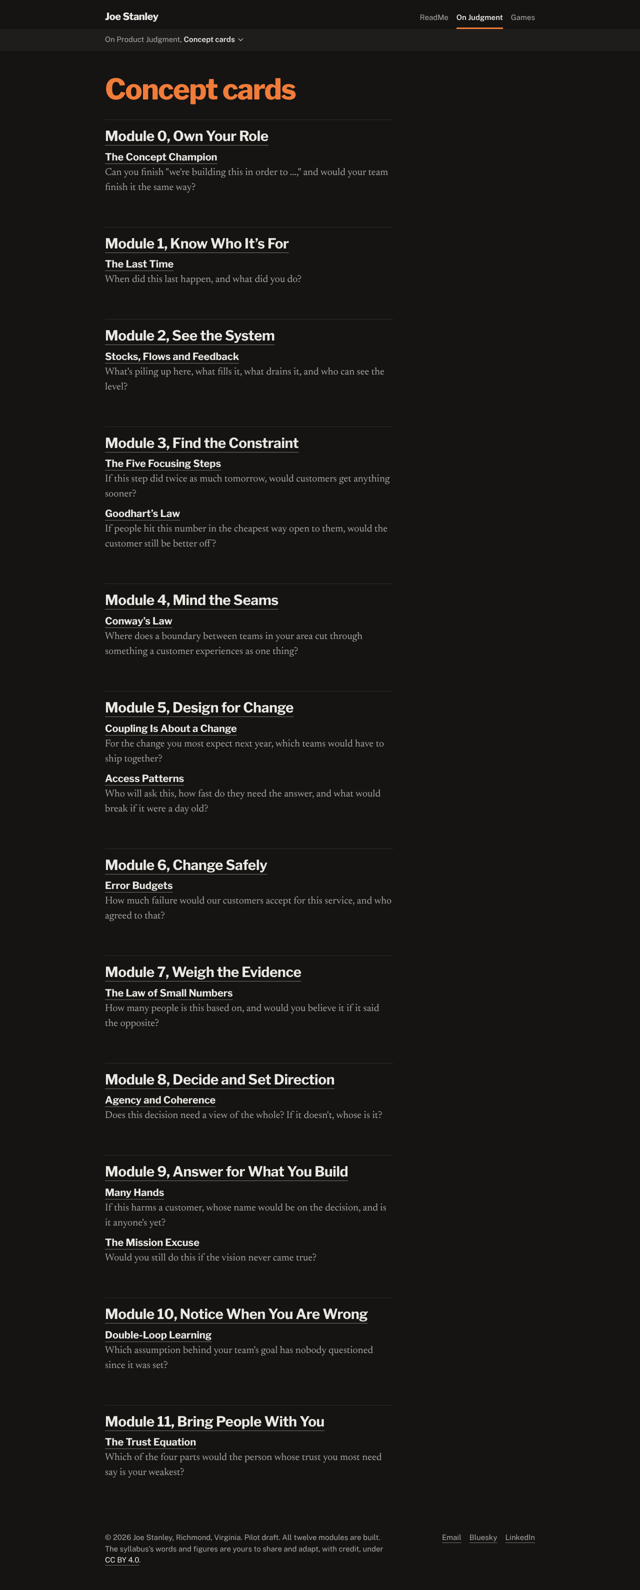 Joe Stanley
ReadMe On Judgment Games
On Product Judgment, Concept cards
Concept cards
Module 0, Own Your Role
The Concept Champion
Can you finish "we're building this in order to …," and would your team
finish it the same way?
Module 1, Know Who It's For
The Last Time
When did this last happen, and what did you do?
Module 2, See the System
Stocks, Flows and Feedback
What's piling up here, what fills it, what drains it, and who can see the
level?
Module 3, Find the Constraint
The Five Focusing Steps
If this step did twice as much tomorrow, would customers get anything
sooner?
Goodhart's Law
If people hit this number in the cheapest way open to them, would the
customer still be better off?
Module 4, Mind the Seams
Conway's Law
Where does a boundary between teams in your area cut through
something a customer experiences as one thing?
Module 5, Design for Change
Coupling Is About a Change
For the change you most expect next year, which teams would have to
ship together?
Access Patterns
Who will ask this, how fast do they need the answer, and what would
break if it were a day old?
Module 6, Change Safely
Error Budgets
How much failure would our customers accept for this service, and who
agreed to that?
Module 7, Weigh the Evidence
The Law of Small Numbers
How many people is this based on, and would you believe it if it said
the opposite?
Module 8, Decide and Set Direction
Agency and Coherence
Does this decision need a view of the whole? If it doesn't, whose is it?
Module 9, Answer for What You Build
Many Hands
If this harms a customer, whose name would be on the decision, and is
it anyone's yet?
The Mission Excuse
Would you still do this if the vision never came true?
Module 10, Notice When You Are Wrong
Double-Loop Learning
Which assumption behind your team's goal has nobody questioned
since it was set?
Module 11, Bring People With You
The Trust Equation
Which of the four parts would the person whose trust you most need
say is your weakest?
© 2026 Joe Stanley, Richmond, Virginia. Pilot draft. All twelve modules are built.
The syllabus's words and figures are yours to share and adapt, with credit, under
CC BY 4.0.
Email Bluesky LinkedIn